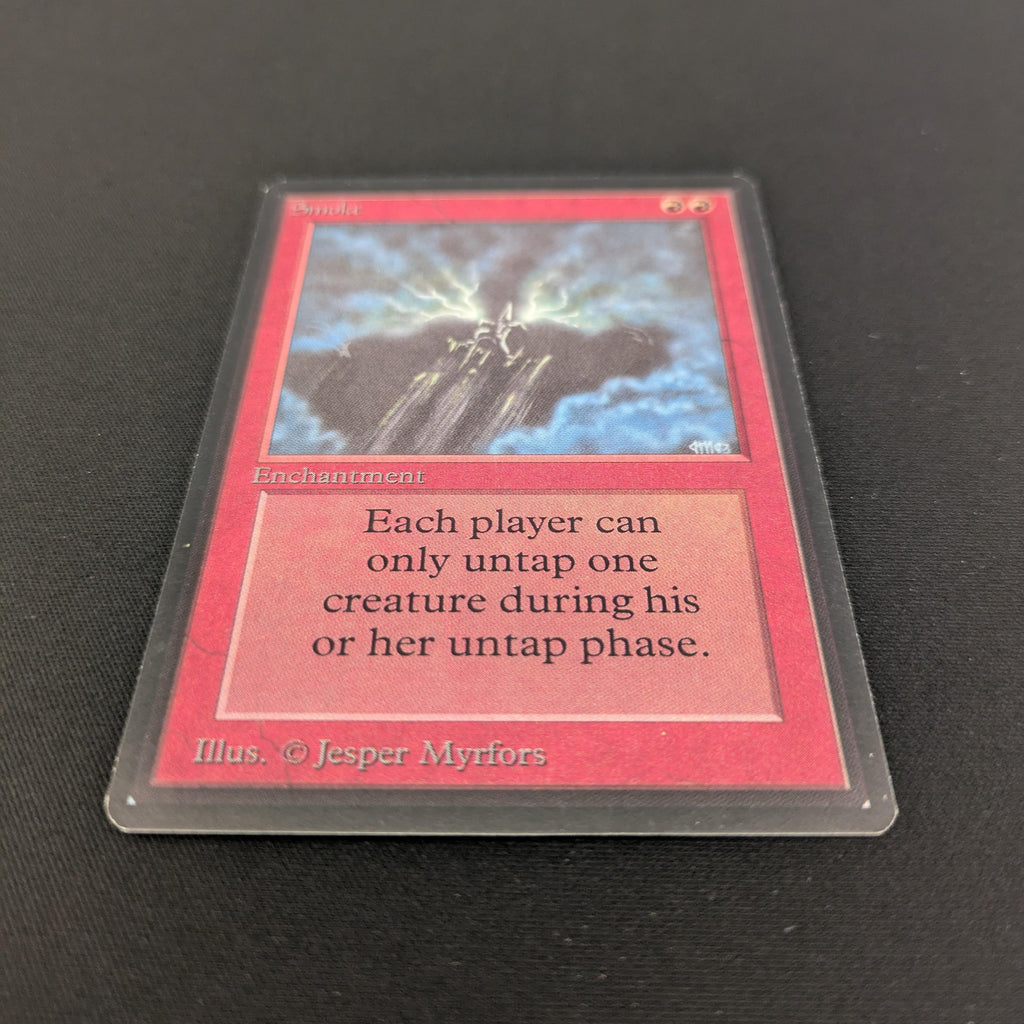 Smoke
Enchantment
Each player can
only untap one
creature during his
or her untap phase.
Illus. © Jesper Myrfors